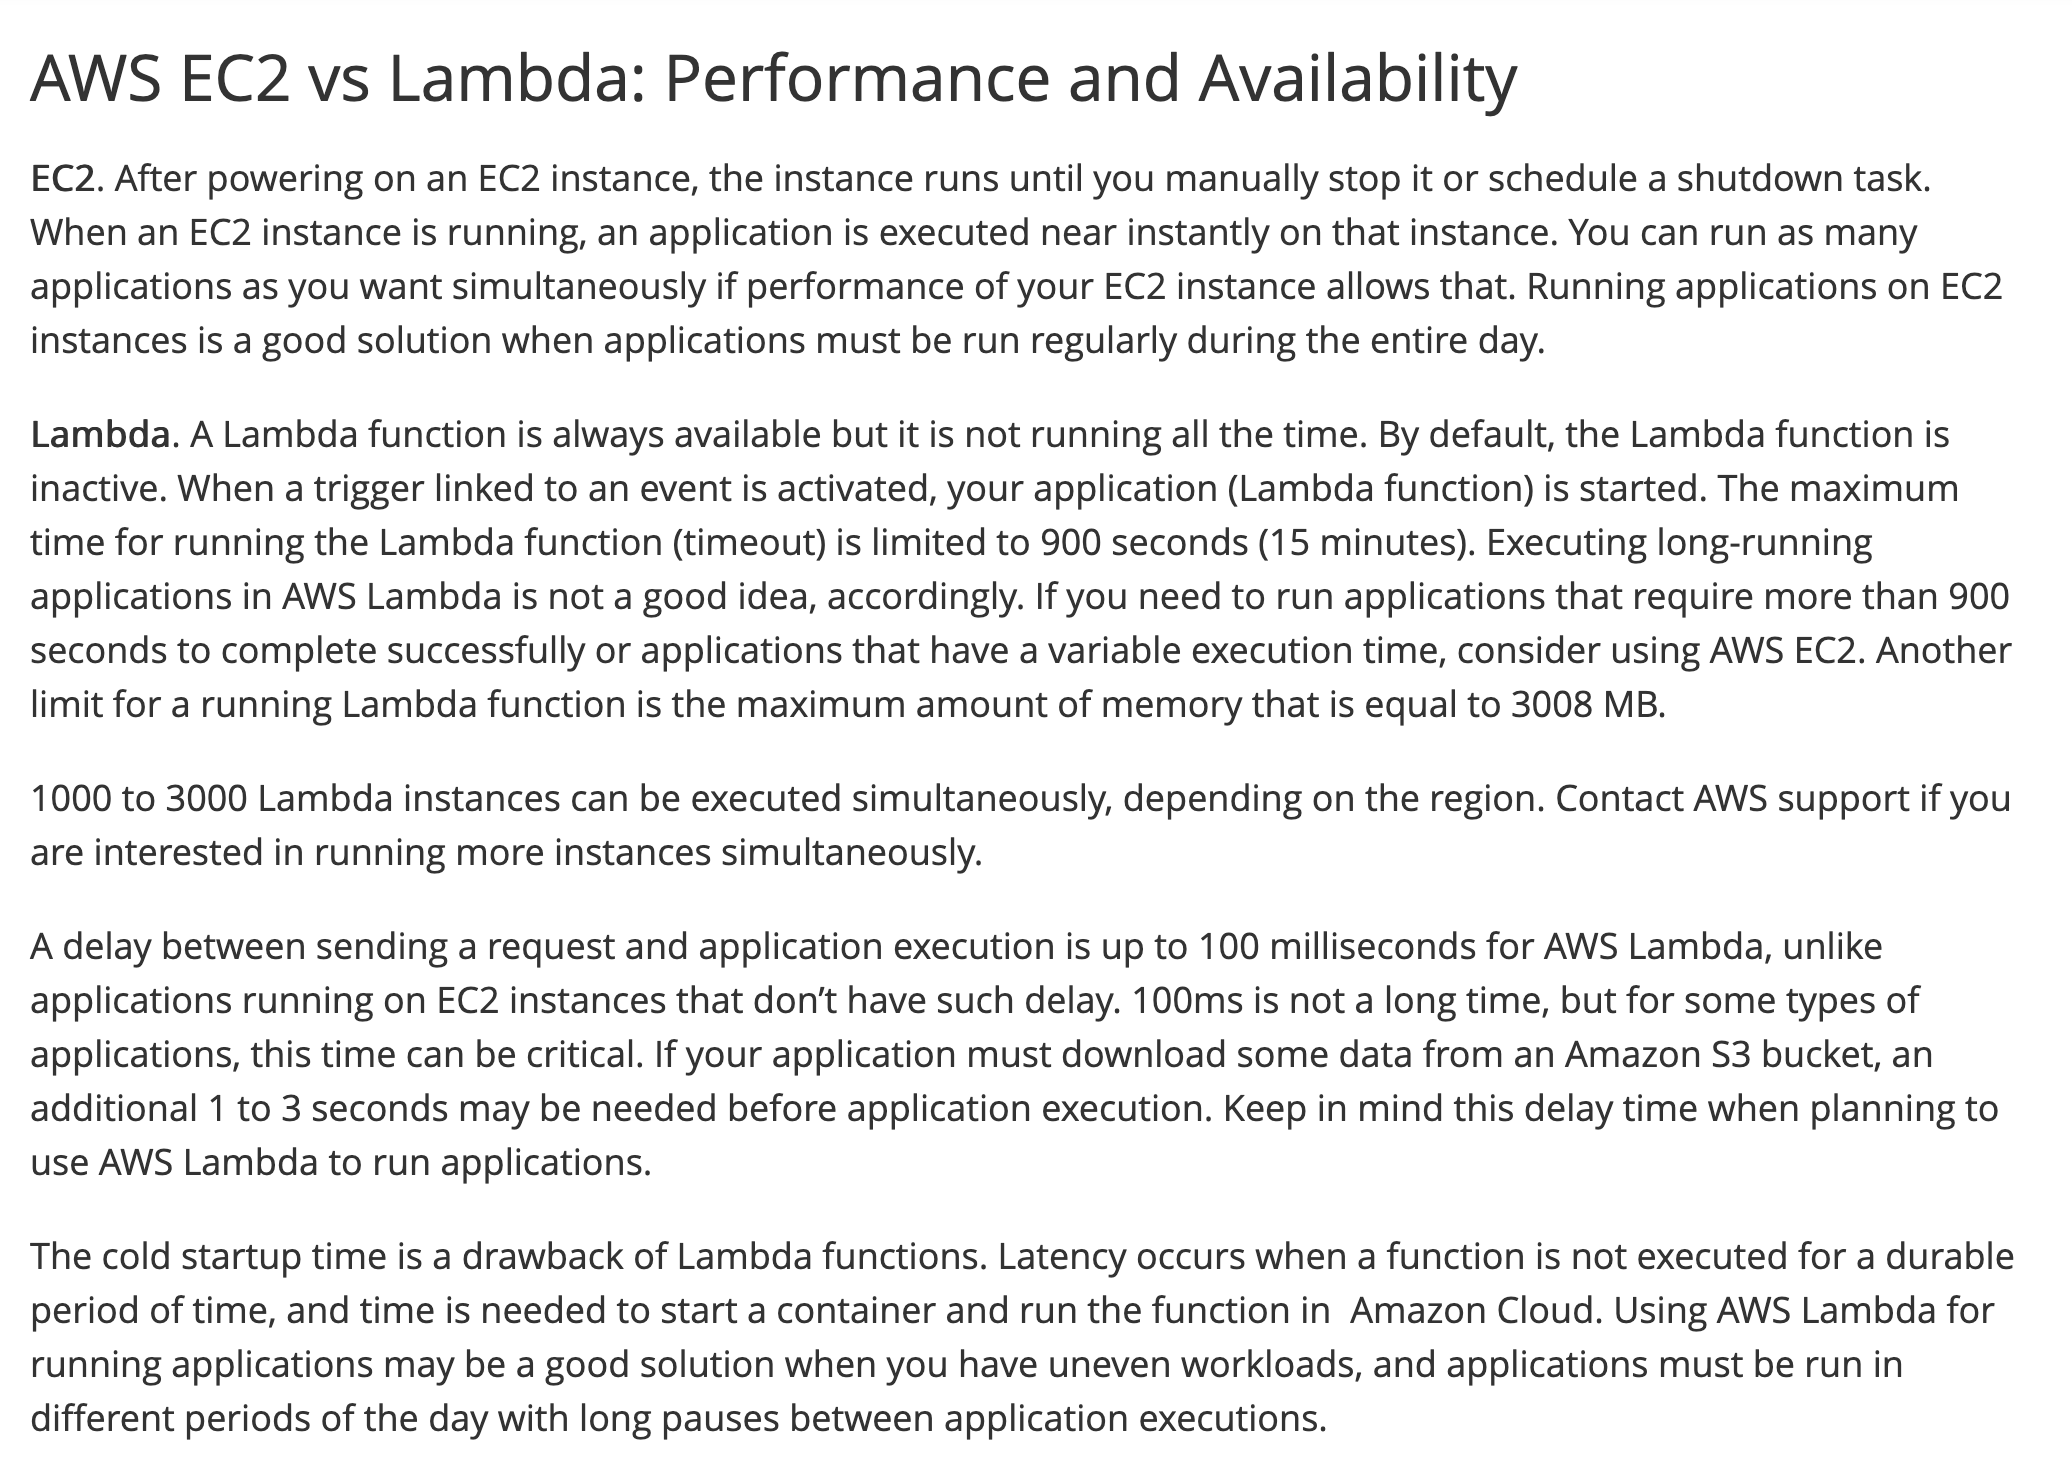 AWS EC2 vs Lambda: Performance and Availability
EC2. After powering on an EC2 instance, the instance runs until you manually stop it or schedule a shutdown task.
When an EC2 instance is running, an application is executed near instantly on that instance. You can run as many
applications as you want simultaneously if performance of your EC2 instance allows that. Running applications on EC2
instances is a good solution when applications must be run regularly during the entire day.
Lambda. A Lambda function is always available but it is not running all the time. By default, the Lambda function is
inactive. When a trigger linked to an event is activated, your application (Lambda function) is started. The maximum
time for running the Lambda function (timeout) is limited to 900 seconds (15 minutes). Executing long-running
applications in AWS Lambda is not a good idea, accordingly. If you need to run applications that require more than 900
seconds to complete successfully or applications that have a variable execution time, consider using AWS EC2. Another
limit for a running Lambda function is the maximum amount of memory that is equal to 3008 MB.
1000 to 3000 Lambda instances can be executed simultaneously, depending on the region. Contact AWS support if you
are interested in running more instances simultaneously.
A delay between sending a request and application execution is up to 100 milliseconds for AWS Lambda, unlike
applications running on EC2 instances that don’t have such delay. 100ms is not a long time, but for some types of
applications, this time can be critical. If your application must download some data from an Amazon S3 bucket, an
additional 1 to 3 seconds may be needed before application execution. Keep in mind this delay time when planning to
use AWS Lambda to run applications.
The cold startup time is a drawback of Lambda functions. Latency occurs when a function is not executed for a durable
period of time, and time is needed to start a container and run the function in  Amazon Cloud. Using AWS Lambda for
running applications may be a good solution when you have uneven workloads, and applications must be run in
different periods of the day with long pauses between application executions.